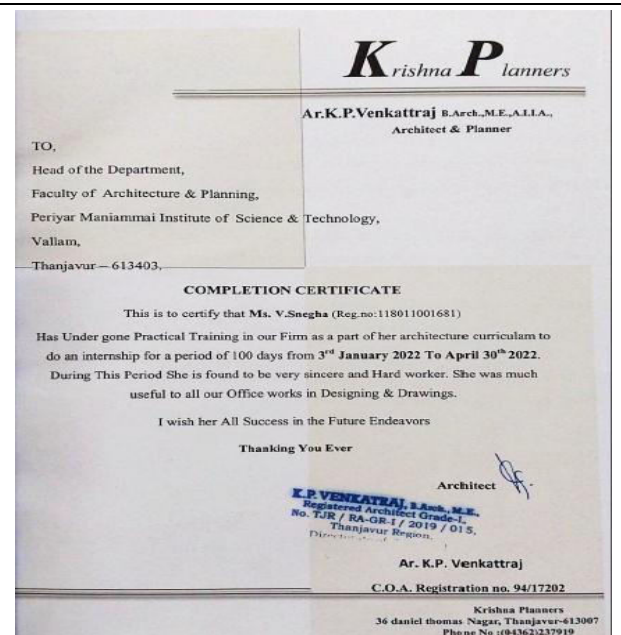 Krishna Planners
Ar.K.P.Venkattraj B.Arch.,M.E.,A.I.I.A.,
Architect & Planner
TO,
Head of the Department,
Faculty of Architecture & Planning,
Periyar Maniammai Institute of Science & Technology,
Vallam,
Thanjavur – 613403,
COMPLETION CERTIFICATE
This is to certify that Ms. V.Snegha (Reg.no:118011001681)
Has Under gone Practical Training in our Firm as a part of her architecture curriculam to
do an internship for a period of 100 days from 3rd January 2022 To April 30th 2022.
During This Period She is found to be very sincere and Hard worker. She was much
useful to all our Office works in Designing & Drawings.
I wish her All Success in the Future Endeavors
Thanking You Ever
Architect
K.P.VENKATRAJ, B.Arch., M.E.,
Registered Architect Grade-I,
No. TJR / RA-GR-I / 2019 / 015,
Thanjavur Region,
Ar. K.P. Venkattraj
C.O.A. Registration no. 94/17202
Krishna Planners
36 daniel thomas Nagar, Thanjaver-613007
Phone No :(04362)237919